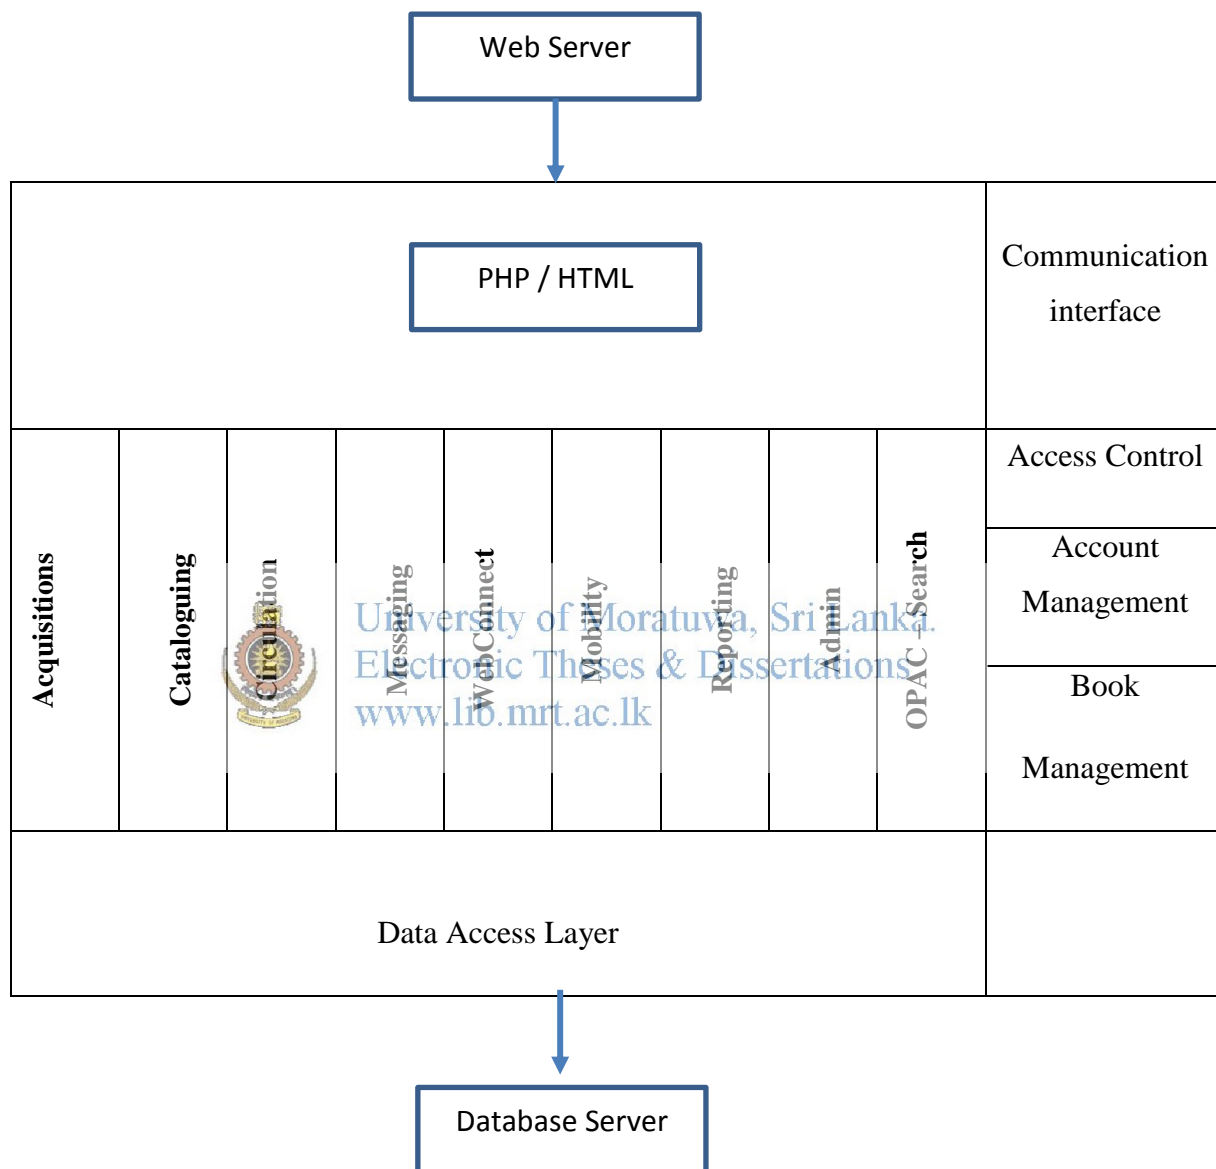 Web Server
PHP / HTML
Communication
interface
Acquisitions
Cataloguing
Circulation
Messaging
WebConnect
Mobility
Reporting
Admin
OPAC – Search
Access Control
Account
Management
Book
Management
University of Moratuwa, Sri Lanka.
Electronic Theses & Dissertations
www.lib.mrt.ac.lk
Data Access Layer
Database Server